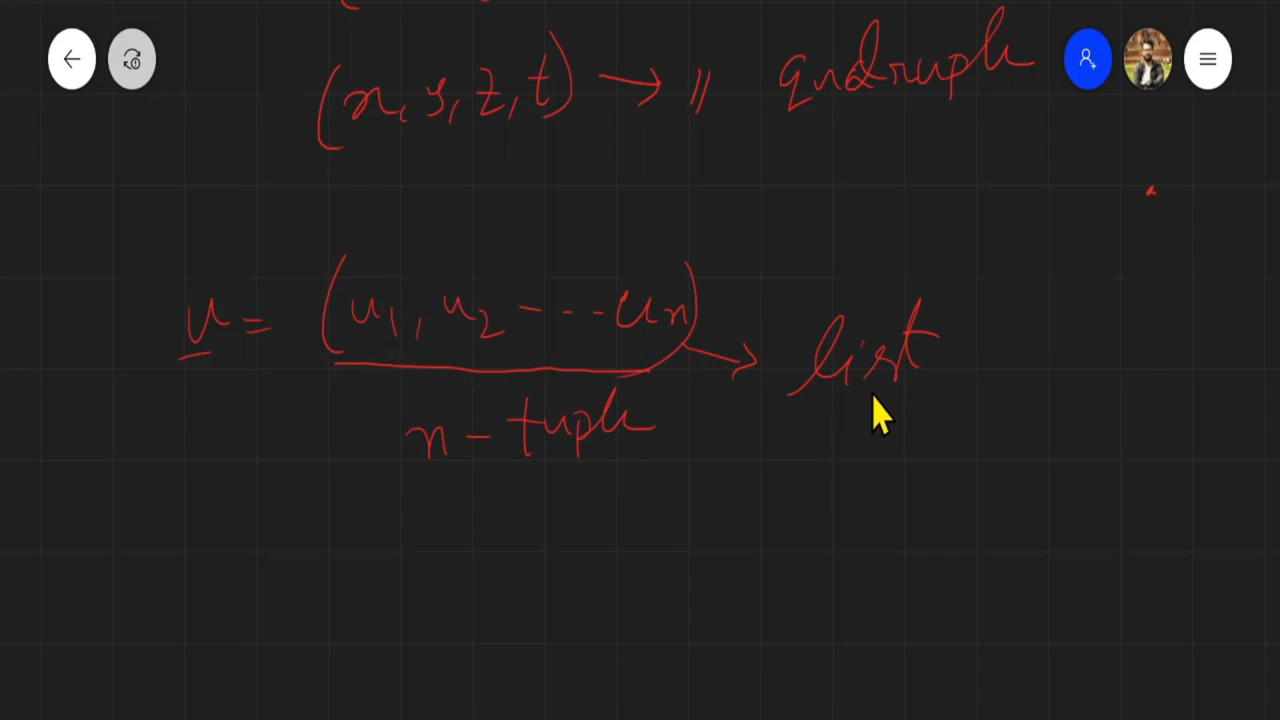 (x, y, z, t) → " quadruple
u = (u₁, u₂ - - - - uₙ) → list
n - tuple